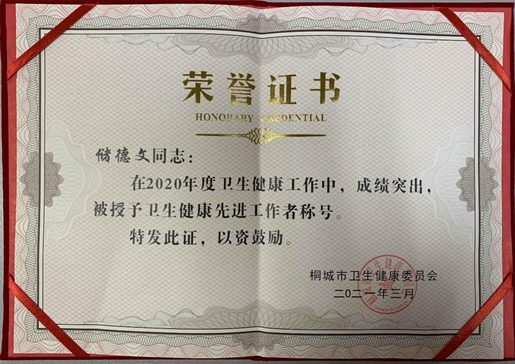 荣誉证书
HONORARY CREDENTIAL
储德文同志：
在2020年度卫生健康工作中，成绩突出，
被授予卫生健康先进工作者称号。
特发此证，以资鼓励。
桐城市卫生健康委员会
二〇二一年三月